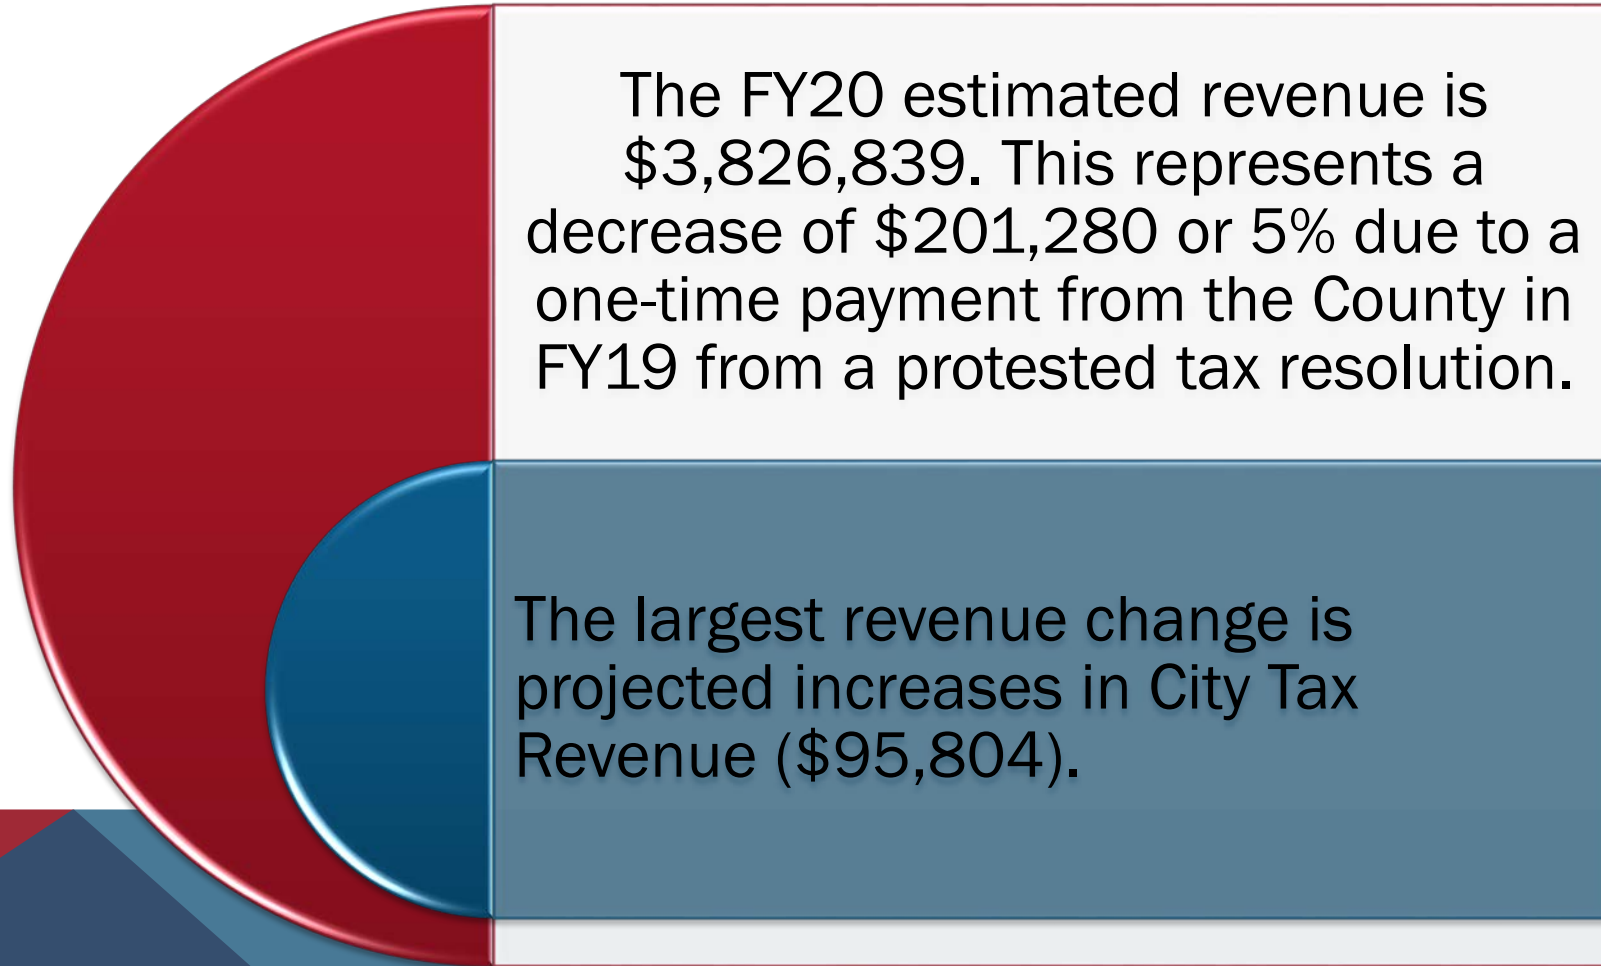 The FY20 estimated revenue is
$3,826,839. This represents a
decrease of $201,280 or 5% due to a
one-time payment from the County in
FY19 from a protested tax resolution.
The largest revenue change is
projected increases in City Tax
Revenue ($95,804).